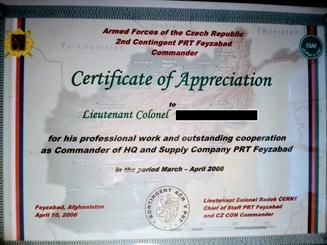 Armed Forces of the Czech Republic
2nd Contingent PRT Feyzabad
Commander
Certificate of Appreciation
to
Lieutenant Colonel
for his professional work and outstanding cooperation
as Commander of HQ and Supply Company PRT Feyzabad
in the period March – April 2006
Feyzabad, Afghanistan
April 10, 2006
Lieutenant Colonel Radek ČERNÝ
Chief of Staff PRT Feyzabad
and CZ CON Commander
ISAF
Turkmenistan